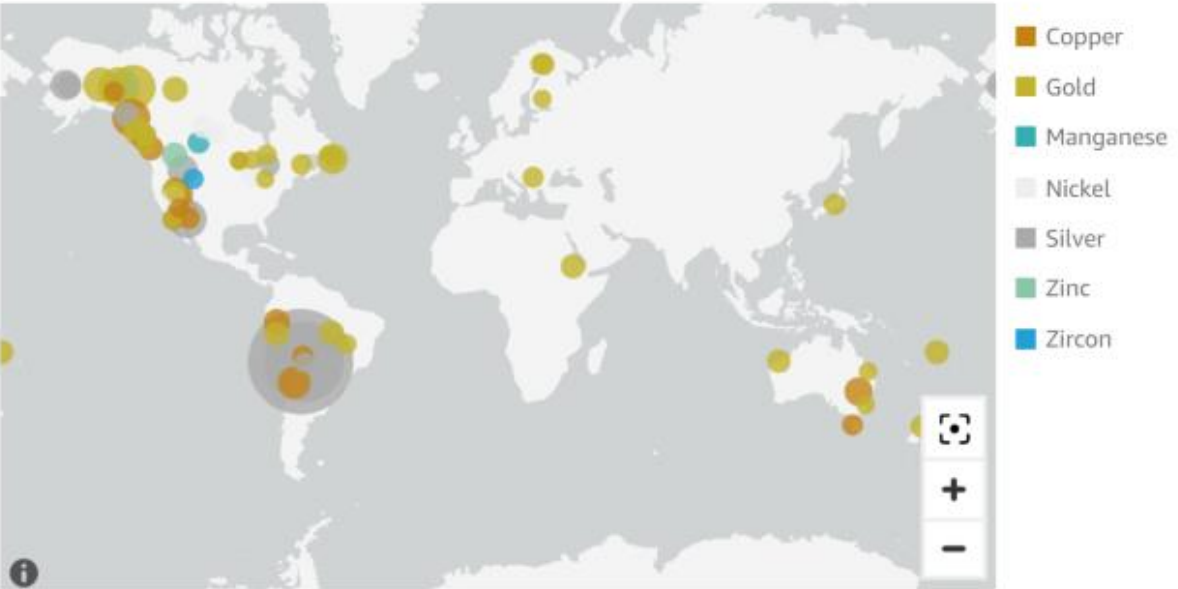 Copper
Gold
Manganese
Nickel
Silver
Zinc
Zircon